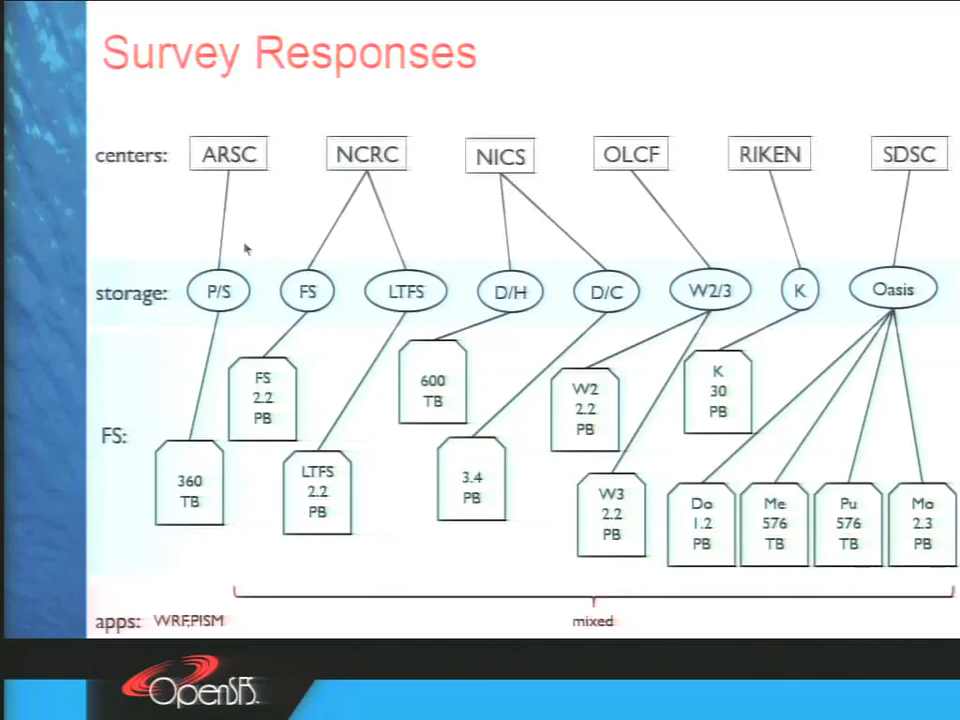 Survey Responses
centers: ARSC NCRC NICS OLCF RIKEN SDSC
storage: P/S FS LTFS D/H D/C W2/3 K Oasis
FS:
FS
2.2
PB
600
TB
W2
2.2
PB
K
30
PB
360
TB
LTFS
2.2
PB
3.4
PB
W3
2.2
PB
Do
1.2
PB
Me
576
TB
Pu
576
TB
Mo
2.3
PB
apps: WRF,PISM mixed
OpenSFS.